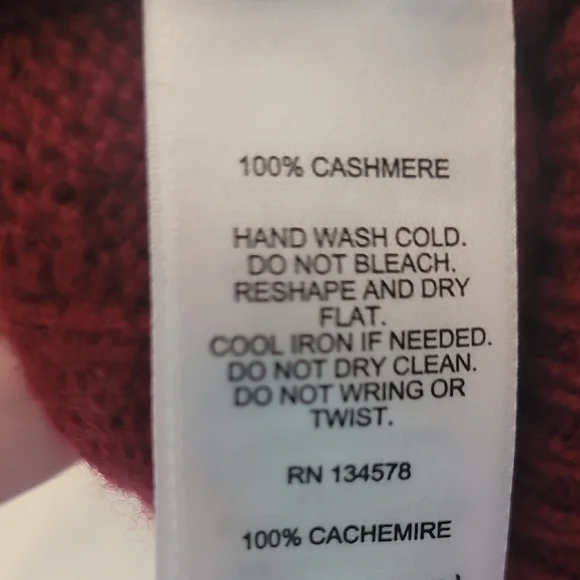 100% CASHMERE
HAND WASH COLD.
DO NOT BLEACH.
RESHAPE AND DRY
FLAT.
COOL IRON IF NEEDED.
DO NOT DRY CLEAN.
DO NOT WRING OR
TWIST.
RN 134578
100% CACHEMIRE